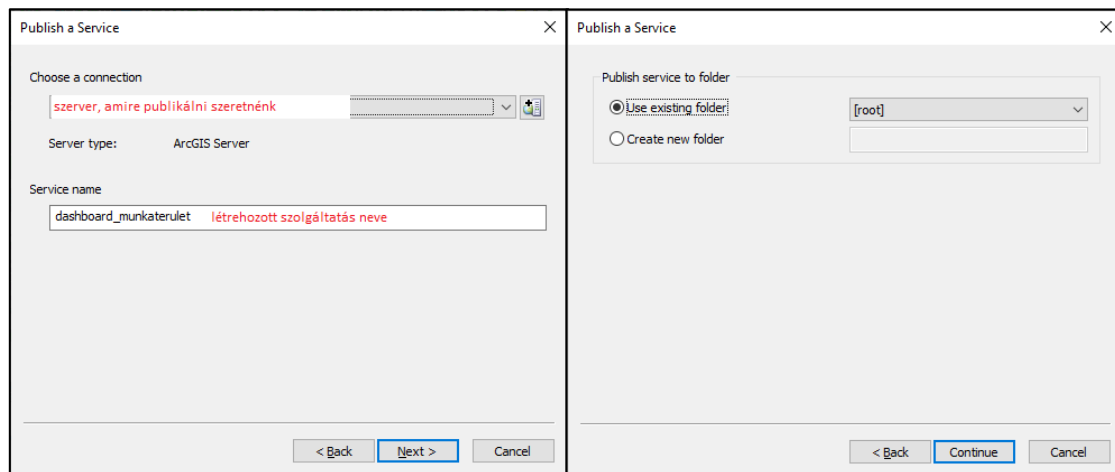 Publish a Service
Choose a connection
szerver, amire publikálni szeretnénk
Server type: ArcGIS Server
Service name
dashboard_munkaterulet létrehozott szolgáltatás neve
< Back Next > Cancel
Publish a Service
Publish service to folder
Use existing folder [root]
Create new folder
< Back Continue Cancel